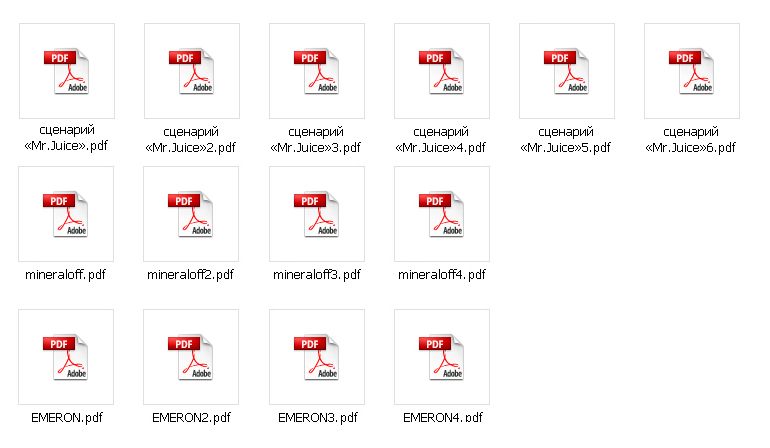 PDF PDF PDF PDF PDF PDF
Adobe Adobe Adobe Adobe Adobe Adobe
сценарий сценарий сценарий сценарий сценарий сценарий
«Mr.Juice».pdf «Mr.Juice»2.pdf «Mr.Juice»3.pdf «Mr.Juice»4.pdf «Mr.Juice»5.pdf «Mr.Juice»6.pdf
PDF PDF PDF PDF
Adobe Adobe Adobe Adobe
mineraloff.pdf mineraloff2.pdf mineraloff3.pdf mineraloff4.pdf
PDF PDF PDF PDF
Adobe Adobe Adobe Adobe
EMERON.pdf EMERON2.pdf EMERON3.pdf EMERON4.pdf